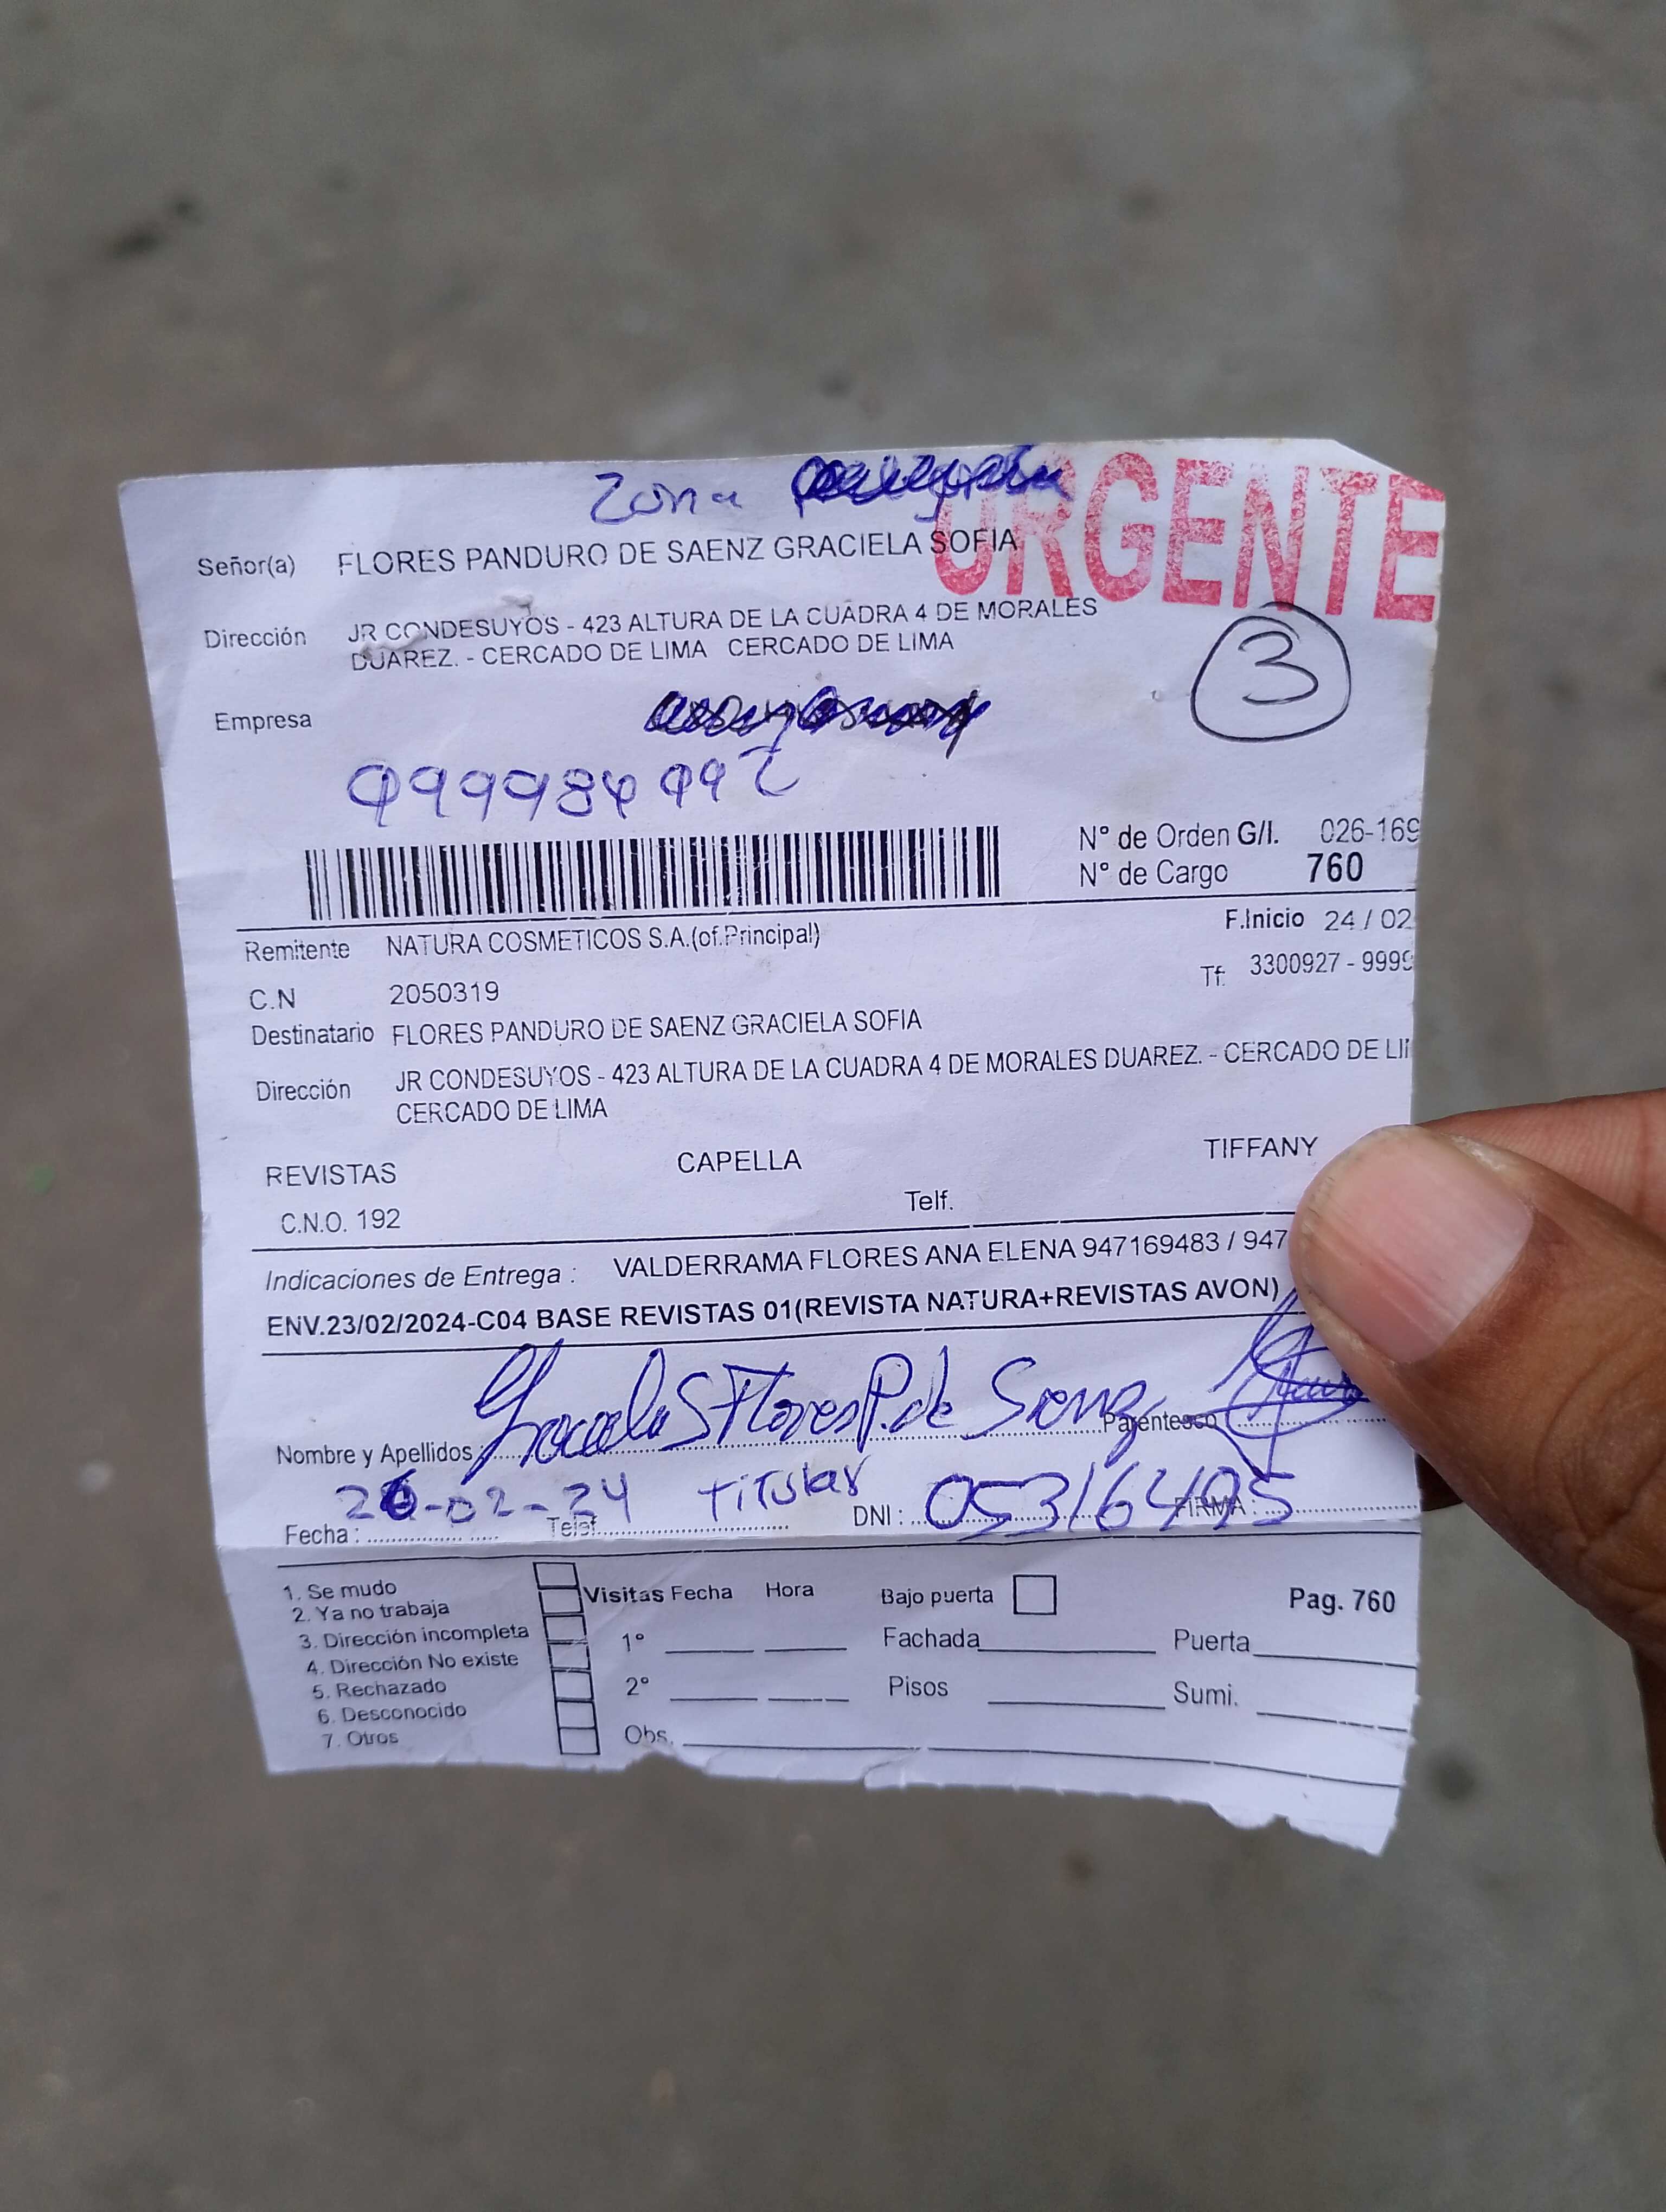 Zona
URGENTE
Señor(a) FLORES PANDURO DE SAENZ GRACIELA SOFIA
Dirección JR CONDESUYOS - 423 ALTURA DE LA CUADRA 4 DE MORALES
DUAREZ. - CERCADO DE LIMA CERCADO DE LIMA
3
Empresa
999984992
N° de Orden G/I. 026-169
N° de Cargo 760
F.Inicio 24 / 02
Remitente NATURA COSMETICOS S.A.(of.Principal)
Tf: 3300927 - 9999
C.N 2050319
Destinatario FLORES PANDURO DE SAENZ GRACIELA SOFIA
Dirección JR CONDESUYOS - 423 ALTURA DE LA CUADRA 4 DE MORALES DUAREZ. - CERCADO DE LI
CERCADO DE LIMA
REVISTAS CAPELLA TIFFANY
C.N.O. 192 Telf.
Indicaciones de Entrega : VALDERRAMA FLORES ANA ELENA 947169483 / 947
ENV.23/02/2024-C04 BASE REVISTAS 01(REVISTA NATURA+REVISTAS AVON)
Nombre y Apellidos Graciela S Flores P. de Saenz Parentesco
Fecha : 26-02-24 Telef. Titular DNI : 05316495 FIRMA :
1. Se mudo
2. Ya no trabaja
3. Dirección incompleta
4. Dirección No existe
5. Rechazado
6. Desconocido
7. Otros
Visitas Fecha Hora Bajo puerta Pag. 760
1° Fachada Puerta
2° Pisos Sumi.
Obs.